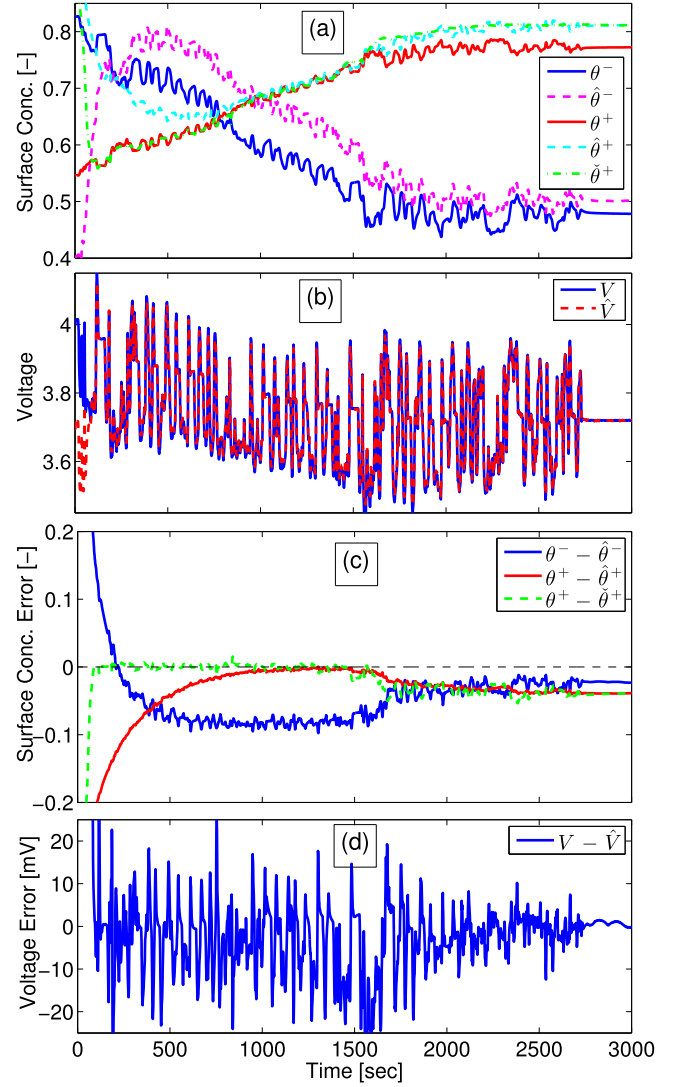 (a)
0.8
0.7
0.6
0.5
0.4
Surface Conc. [-]
θ⁻
θ̂⁻
θ⁺
θ̂⁺
θ̌⁺
(b)
4
3.8
3.6
Voltage
V
V̂
(c)
0.2
0.1
0
−0.1
−0.2
Surface Conc. Error [-]
θ⁻ − θ̂⁻
θ⁺ − θ̂⁺
θ⁺ − θ̌⁺
(d)
20
10
0
−10
−20
Voltage Error [mV]
V − V̂
0 500 1000 1500 2000 2500 3000
Time [sec]